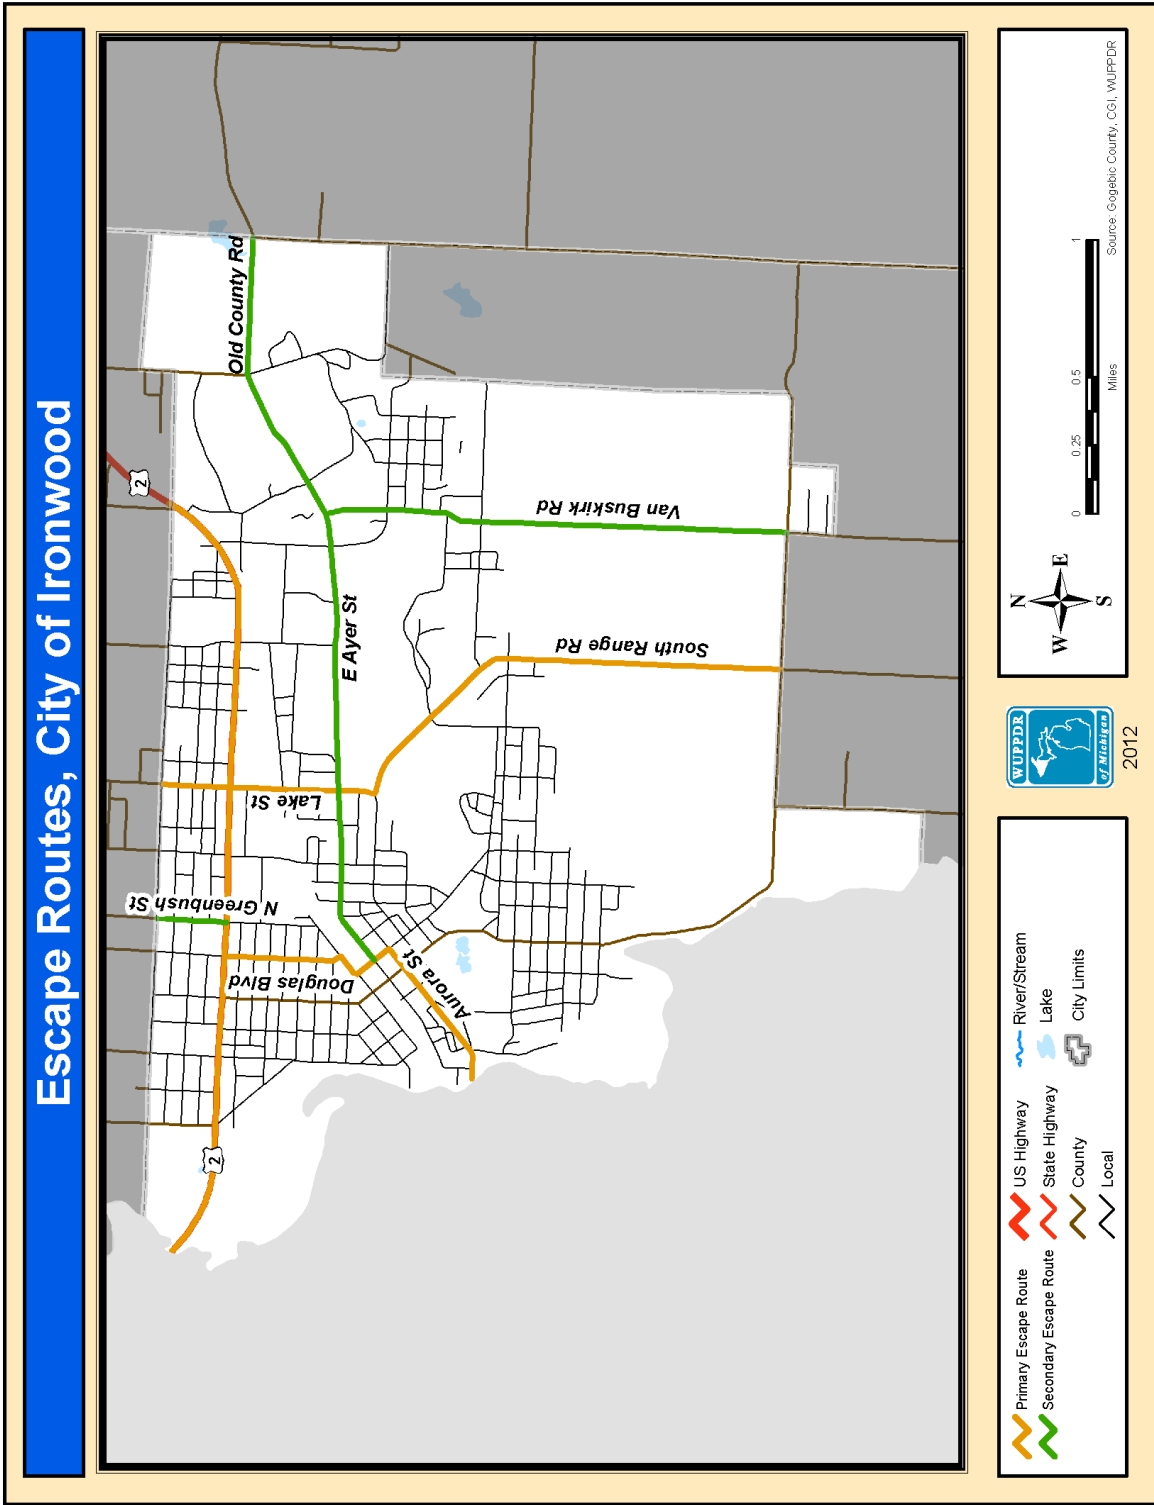 Escape Routes, City of Ironwood
2
2
Old County Rd
Van Buskirk Rd
E Ayer St
South Range Rd
Lake St
N Greenbush St
Douglas Blvd
Aurora St
Primary Escape Route
Secondary Escape Route
US Highway
State Highway
County
Local
River/Stream
Lake
City Limits
WUPPDR
of Michigan
2012
N
W
E
S
0 0.25 0.5 1
Miles
Source: Gogebic County, CGI, WUPPDR